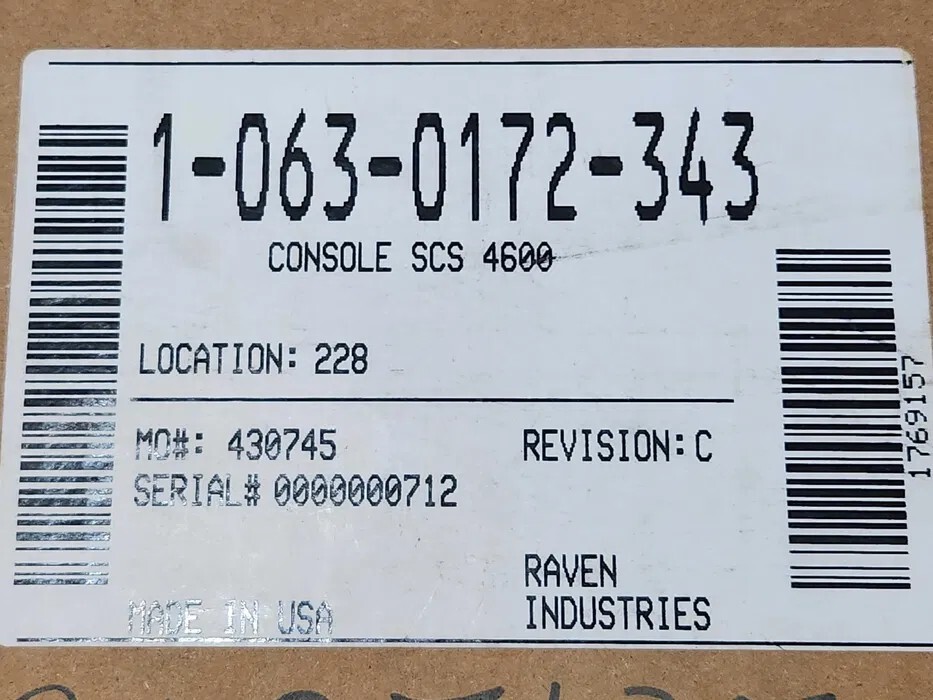 1-063-0172-343
CONSOLE SCS 4600
LOCATION: 228
MO#: 430745
REVISION: C
SERIAL# 0000000712
RAVEN
INDUSTRIES
MADE IN USA
1769157